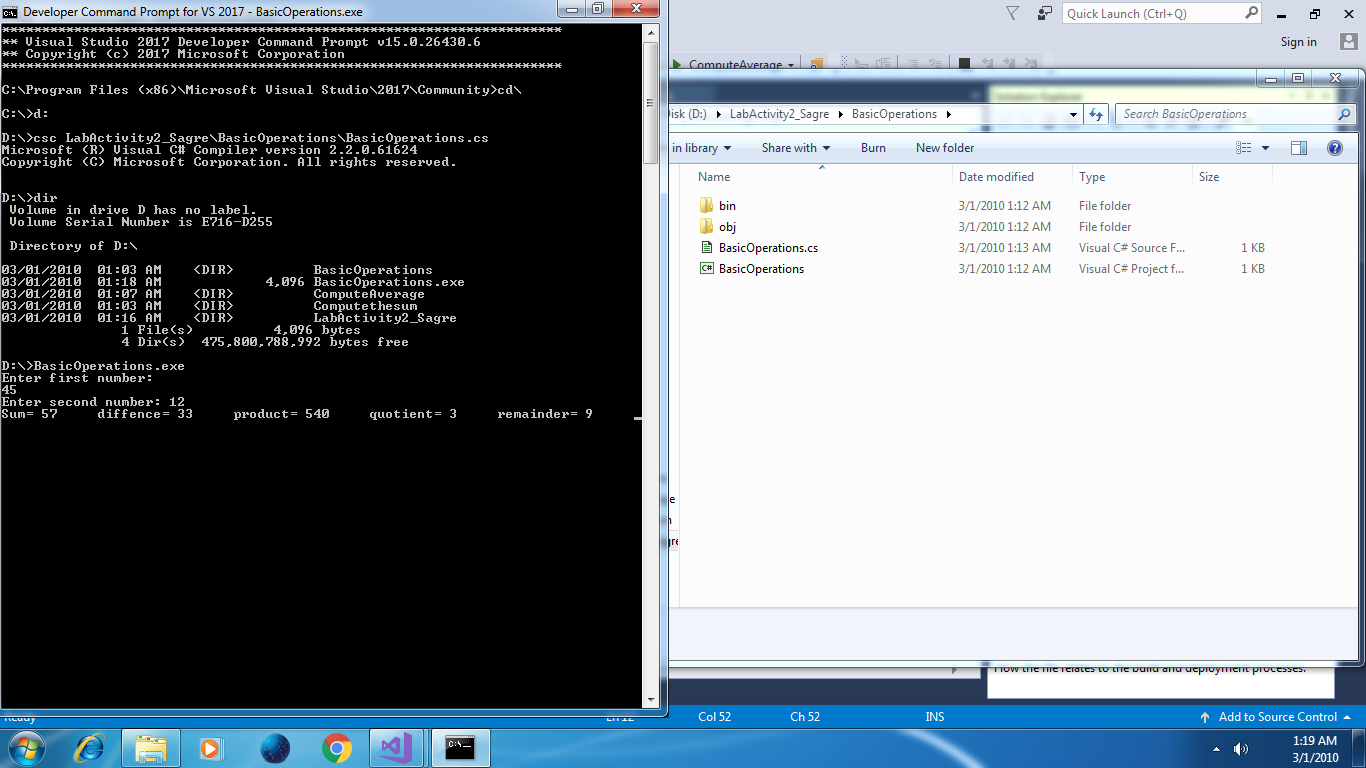 Developer Command Prompt for VS 2017 - BasicOperations.exe
**********************************************************************
** Visual Studio 2017 Developer Command Prompt v15.0.26430.6
** Copyright (c) 2017 Microsoft Corporation
**********************************************************************
C:\Program Files (x86)\Microsoft Visual Studio\2017\Community>cd\
C:\>d:
D:\>csc LabActivity2_Sagre\BasicOperations\BasicOperations.cs
Microsoft (R) Visual C# Compiler version 2.2.0.61624
Copyright (C) Microsoft Corporation. All rights reserved.
D:\>dir
Volume in drive D has no label.
Volume Serial Number is E716-D255
Directory of D:\
03/01/2010  01:03 AM    <DIR>          BasicOperations
03/01/2010  01:18 AM             4,096 BasicOperations.exe
03/01/2010  01:07 AM    <DIR>          ComputeAverage
03/01/2010  01:03 AM    <DIR>          Computethesum
03/01/2010  01:16 AM    <DIR>          LabActivity2_Sagre
1 File(s)          4,096 bytes
4 Dir(s)  475,800,788,992 bytes free
D:\>BasicOperations.exe
Enter first number:
45
Enter second number: 12
Sum= 57     diffence= 33     product= 540     quotient= 3     remainder= 9
Quick Launch (Ctrl+Q)
Sign in
ComputeAverage
Solution Explorer
isk (D:) LabActivity2_Sagre BasicOperations
Search BasicOperations
in library Share with Burn New folder
Name Date modified Type Size
bin 3/1/2010 1:12 AM File folder
obj 3/1/2010 1:12 AM File folder
BasicOperations.cs 3/1/2010 1:13 AM Visual C# Source F... 1 KB
BasicOperations 3/1/2010 1:12 AM Visual C# Project f... 1 KB
How the file relates to the build and deployment processes.
Ready Ln 12 Col 52 Ch 52 INS Add to Source Control
1:19 AM
3/1/2010